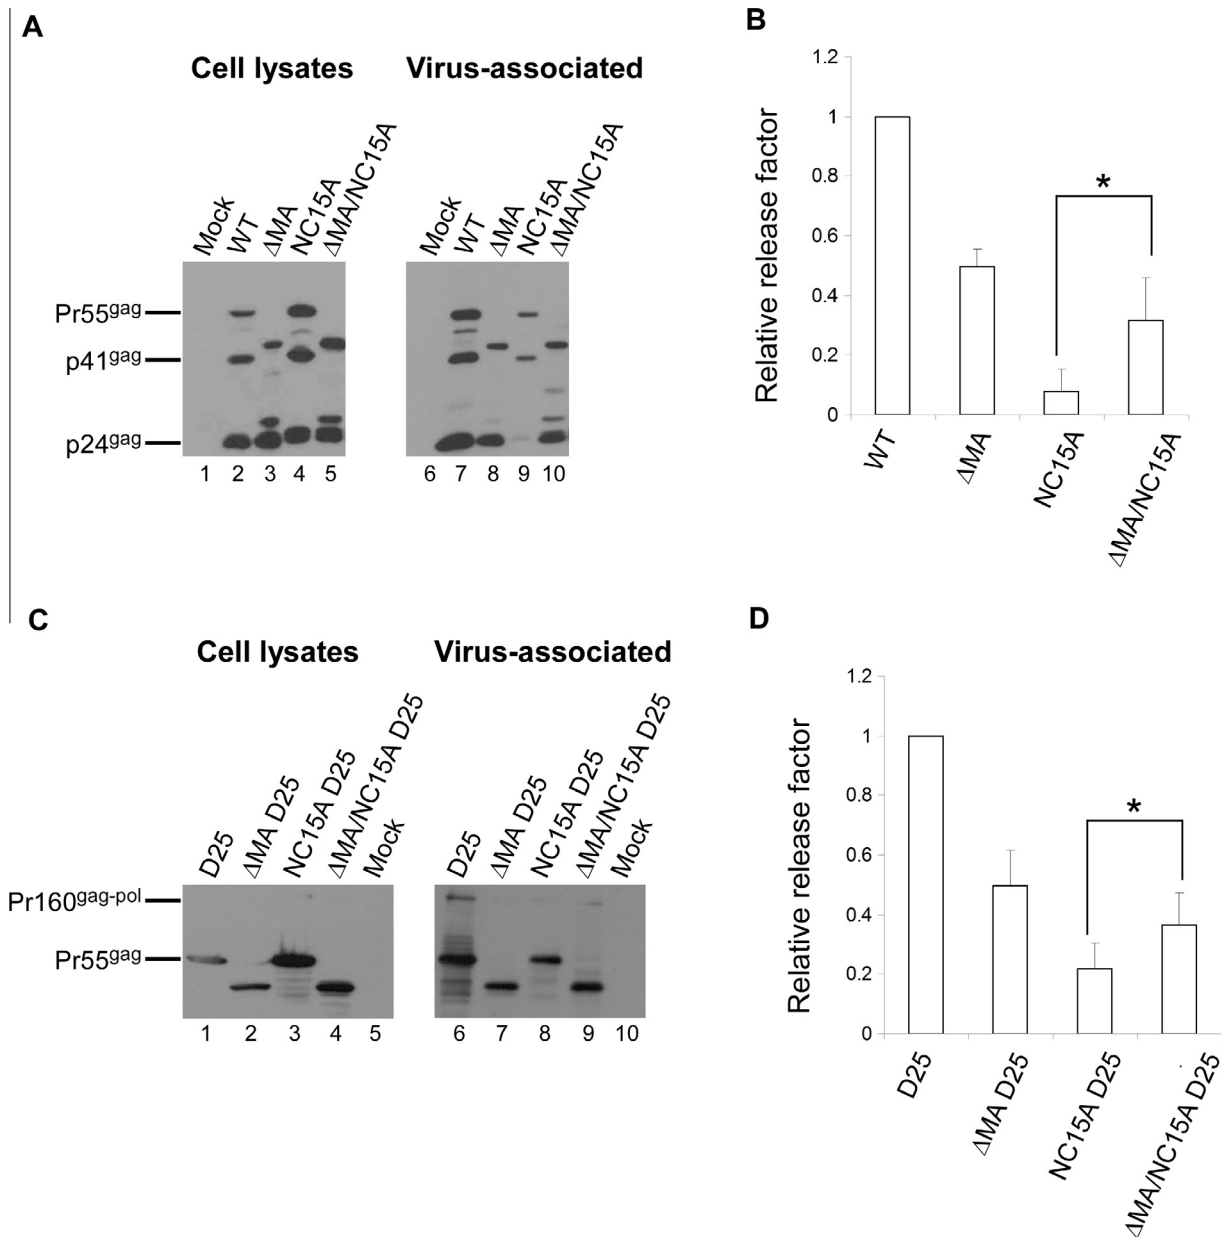 A
Cell lysates
Virus-associated
Mock
WT
ΔMA
NC15A
ΔMA/NC15A
Mock
WT
ΔMA
NC15A
ΔMA/NC15A
Pr55gag
p41gag
p24gag
1 2 3 4 5
6 7 8 9 10
B
Relative release factor
1.2
1
0.8
0.6
0.4
0.2
0
*
WT
ΔMA
NC15A
ΔMA/NC15A
C
Cell lysates
Virus-associated
D25
ΔMA D25
NC15A D25
ΔMA/NC15A D25
Mock
D25
ΔMA D25
NC15A D25
ΔMA/NC15A D25
Mock
Pr160gag-pol
Pr55gag
1 2 3 4 5
6 7 8 9 10
D
Relative release factor
1.2
1
0.8
0.6
0.4
0.2
0
*
D25
ΔMA D25
NC15A D25
ΔMA/NC15A D25